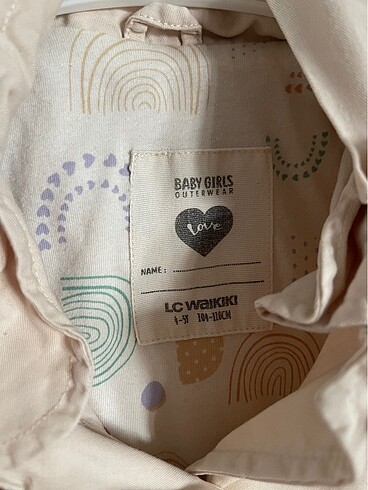 BABY GIRLS
OUTERWEAR
Love
NAME:
LC WAIKIKI
4-5Y 104-110CM